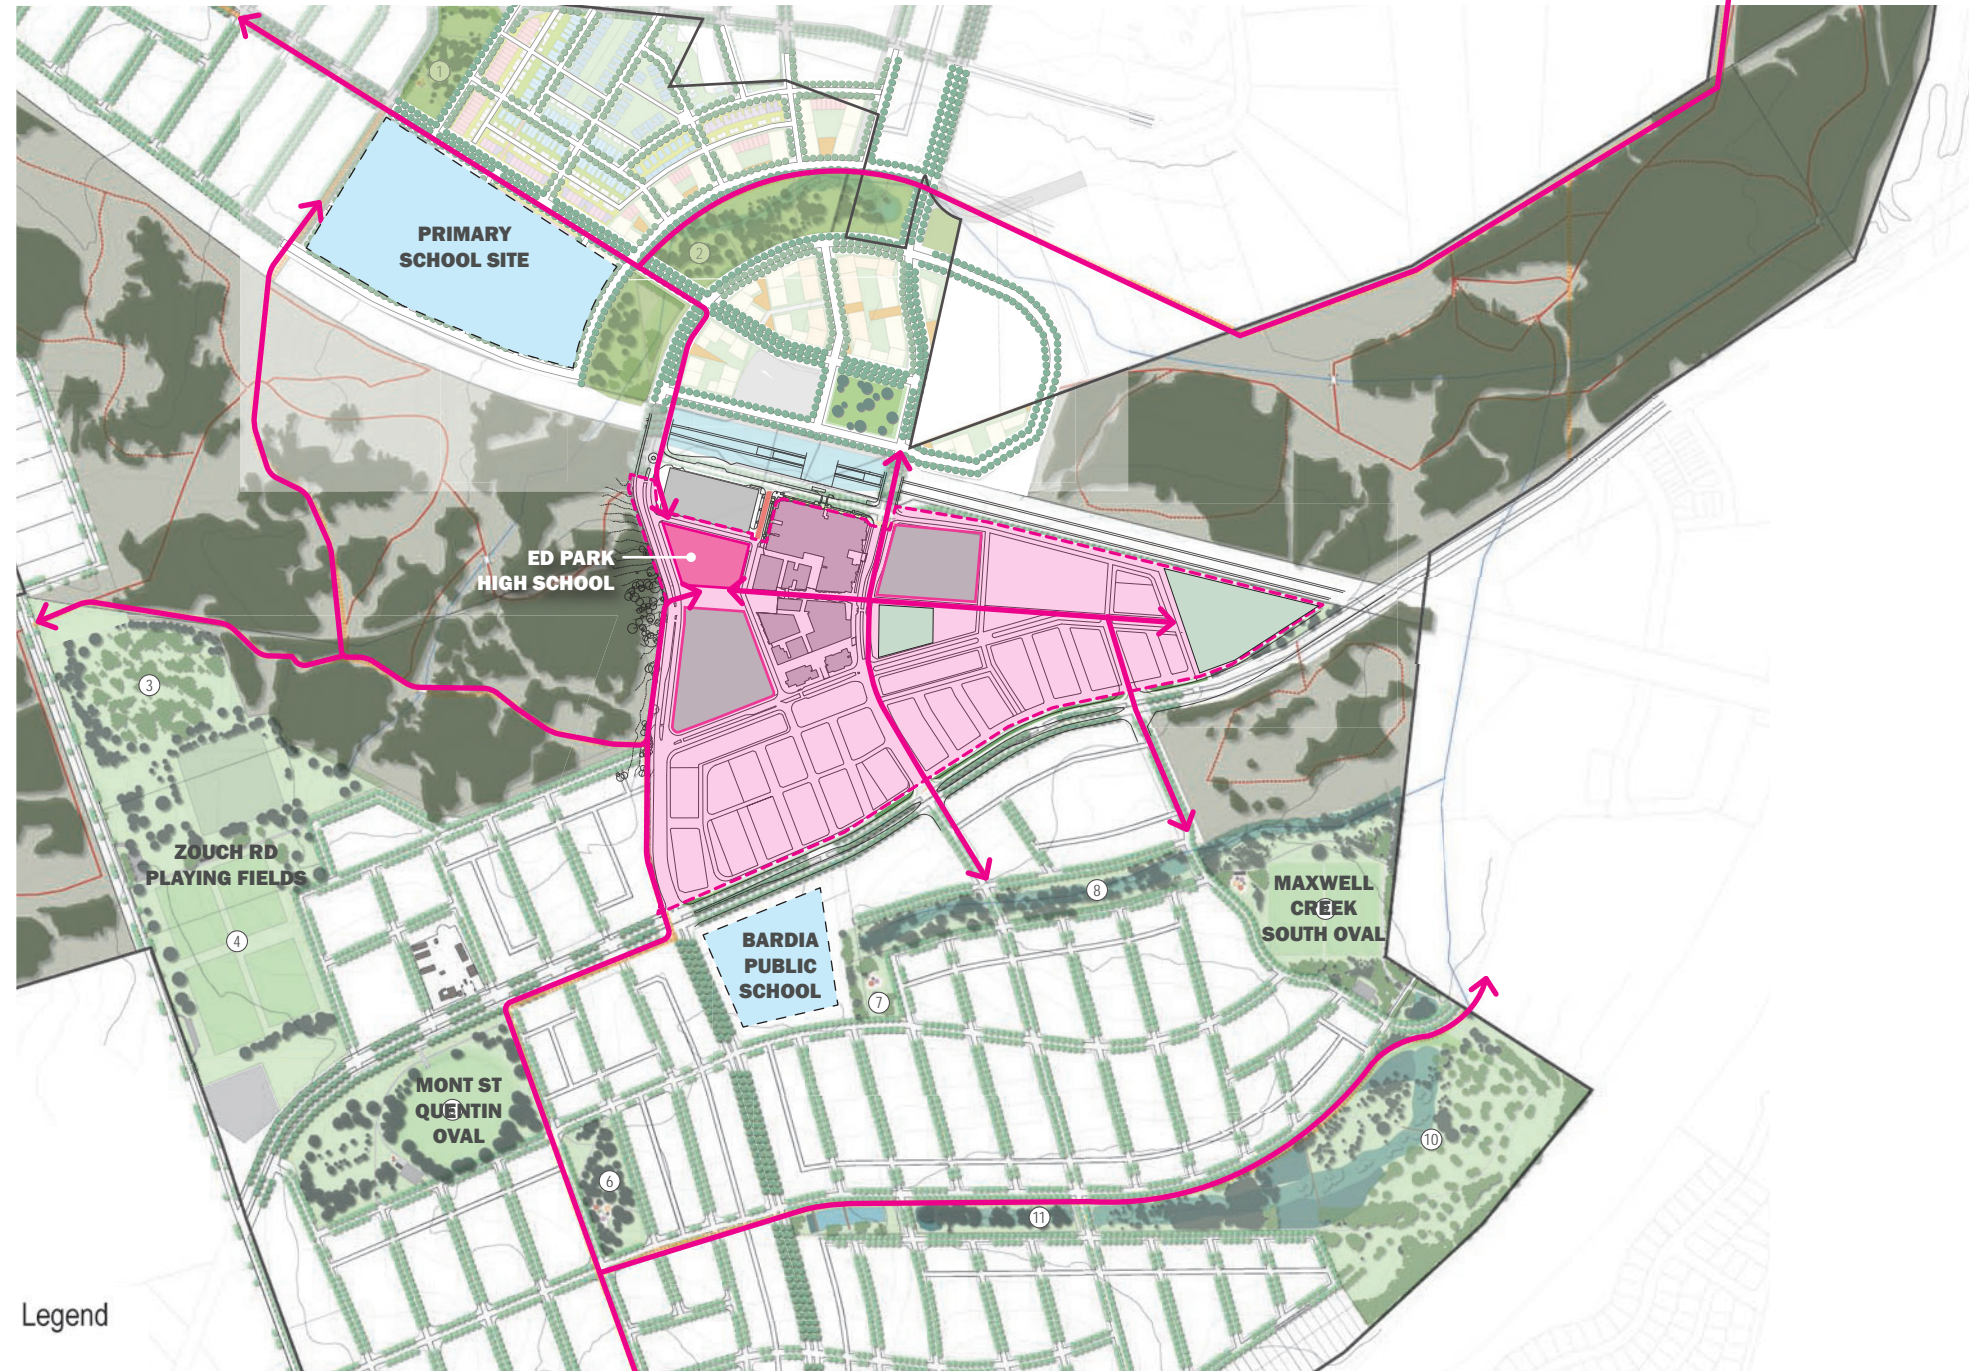 1
PRIMARY
SCHOOL SITE
2
ED PARK
HIGH SCHOOL
3
ZOUCH RD
PLAYING FIELDS
4
8
MAXWELL
CREEK
SOUTH OVAL
BARDIA
PUBLIC
SCHOOL
7
MONT ST
QUENTIN
OVAL
6
10
11
Legend